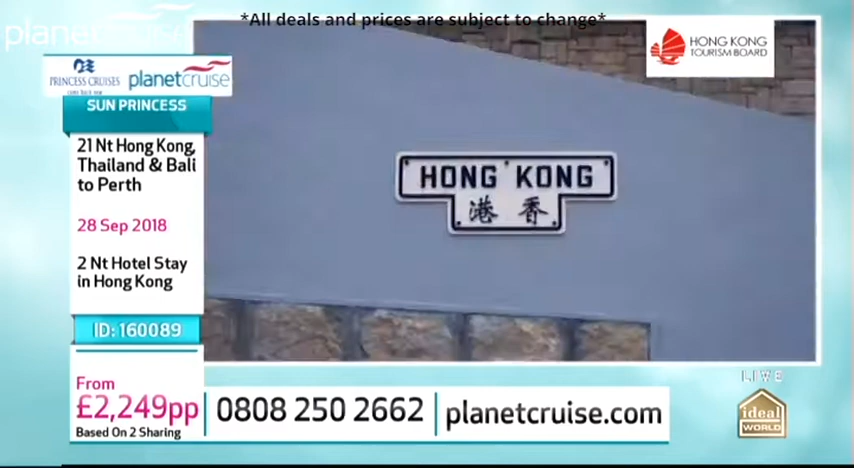 *All deals and prices are subject to change*
planetcruise
HONG KONG
TOURISM BOARD
PRINCESS CRUISES
come back new
planetcruise
SUN PRINCESS
21 Nt Hong Kong,
Thailand & Bali
to Perth
28 Sep 2018
2 Nt Hotel Stay
in Hong Kong
ID: 160089
HONG KONG
港 香
From
£2,249pp
Based On 2 Sharing
0808 250 2662
planetcruise.com
LIVE
ideal
WORLD